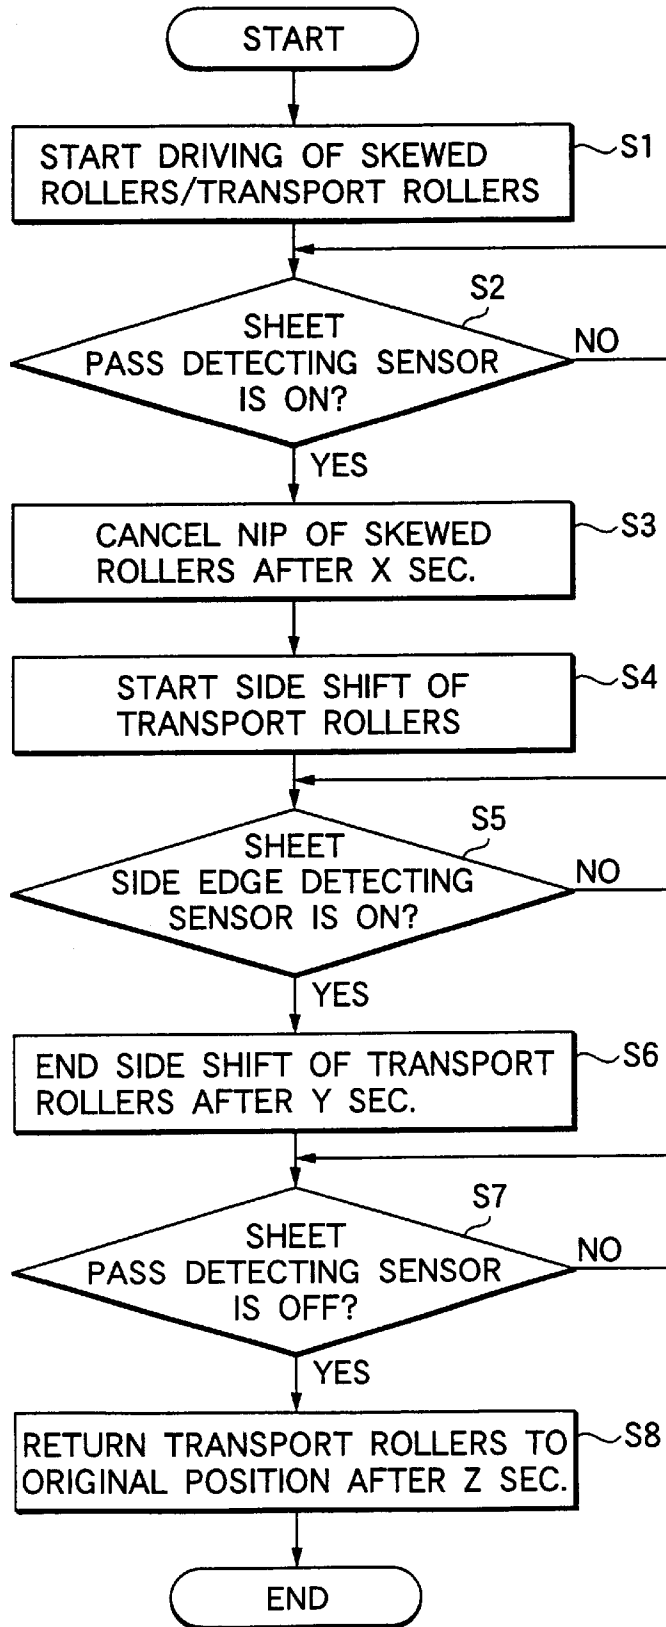 START
START DRIVING OF SKEWED
ROLLERS/TRANSPORT ROLLERS
S1
S2
SHEET
PASS DETECTING SENSOR
IS ON?
NO
YES
CANCEL NIP OF SKEWED
ROLLERS AFTER X SEC.
S3
START SIDE SHIFT OF
TRANSPORT ROLLERS
S4
S5
SHEET
SIDE EDGE DETECTING
SENSOR IS ON?
NO
YES
END SIDE SHIFT OF TRANSPORT
ROLLERS AFTER Y SEC.
S6
S7
SHEET
PASS DETECTING SENSOR
IS OFF?
NO
YES
RETURN TRANSPORT ROLLERS TO
ORIGINAL POSITION AFTER Z SEC.
S8
END